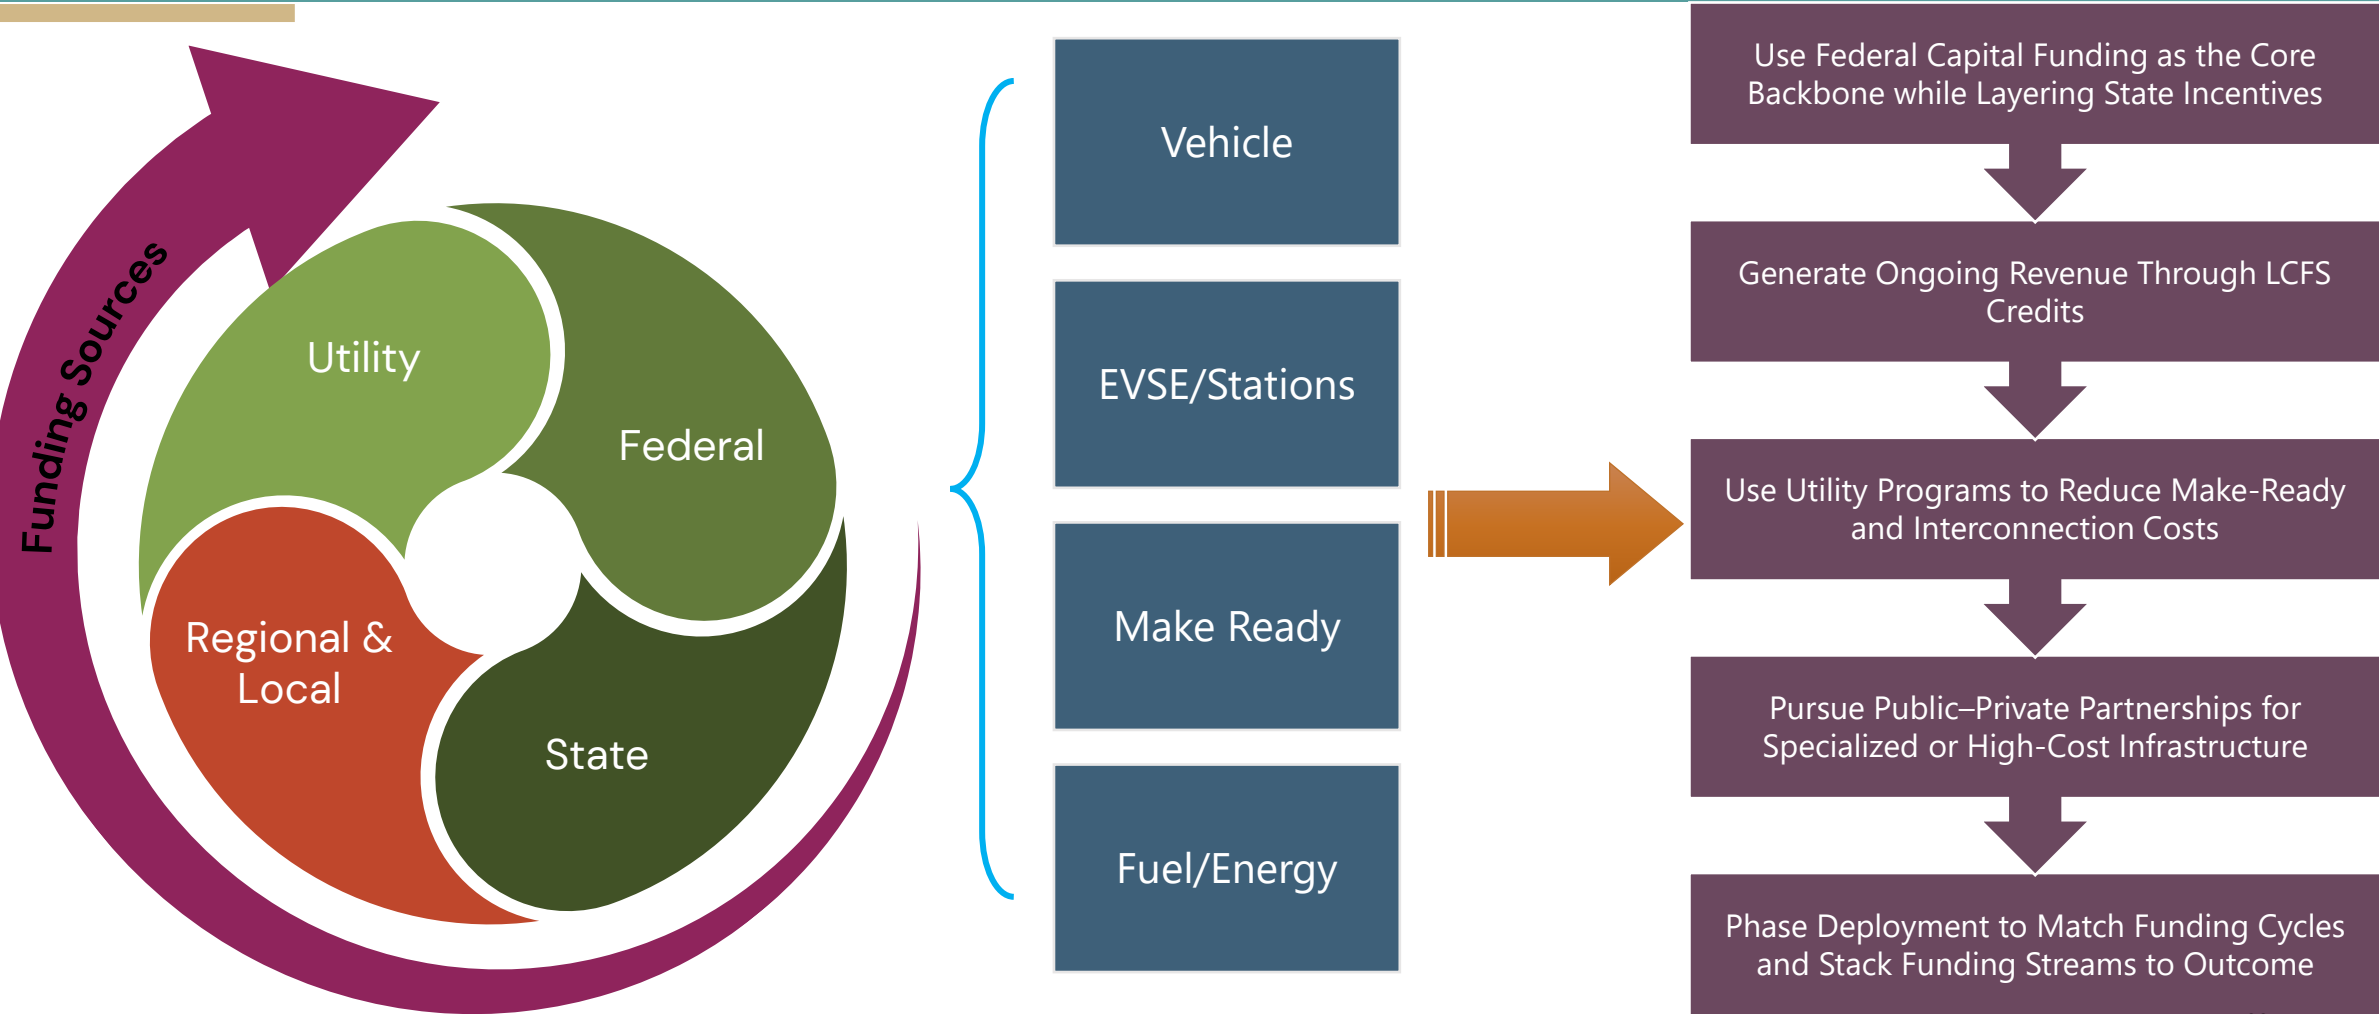 Funding Sources
Utility
Federal
Regional &
Local
State
Vehicle
EVSE/Stations
Make Ready
Fuel/Energy
Use Federal Capital Funding as the Core
Backbone while Layering State Incentives
Generate Ongoing Revenue Through LCFS
Credits
Use Utility Programs to Reduce Make-Ready
and Interconnection Costs
Pursue Public–Private Partnerships for
Specialized or High-Cost Infrastructure
Phase Deployment to Match Funding Cycles
and Stack Funding Streams to Outcome